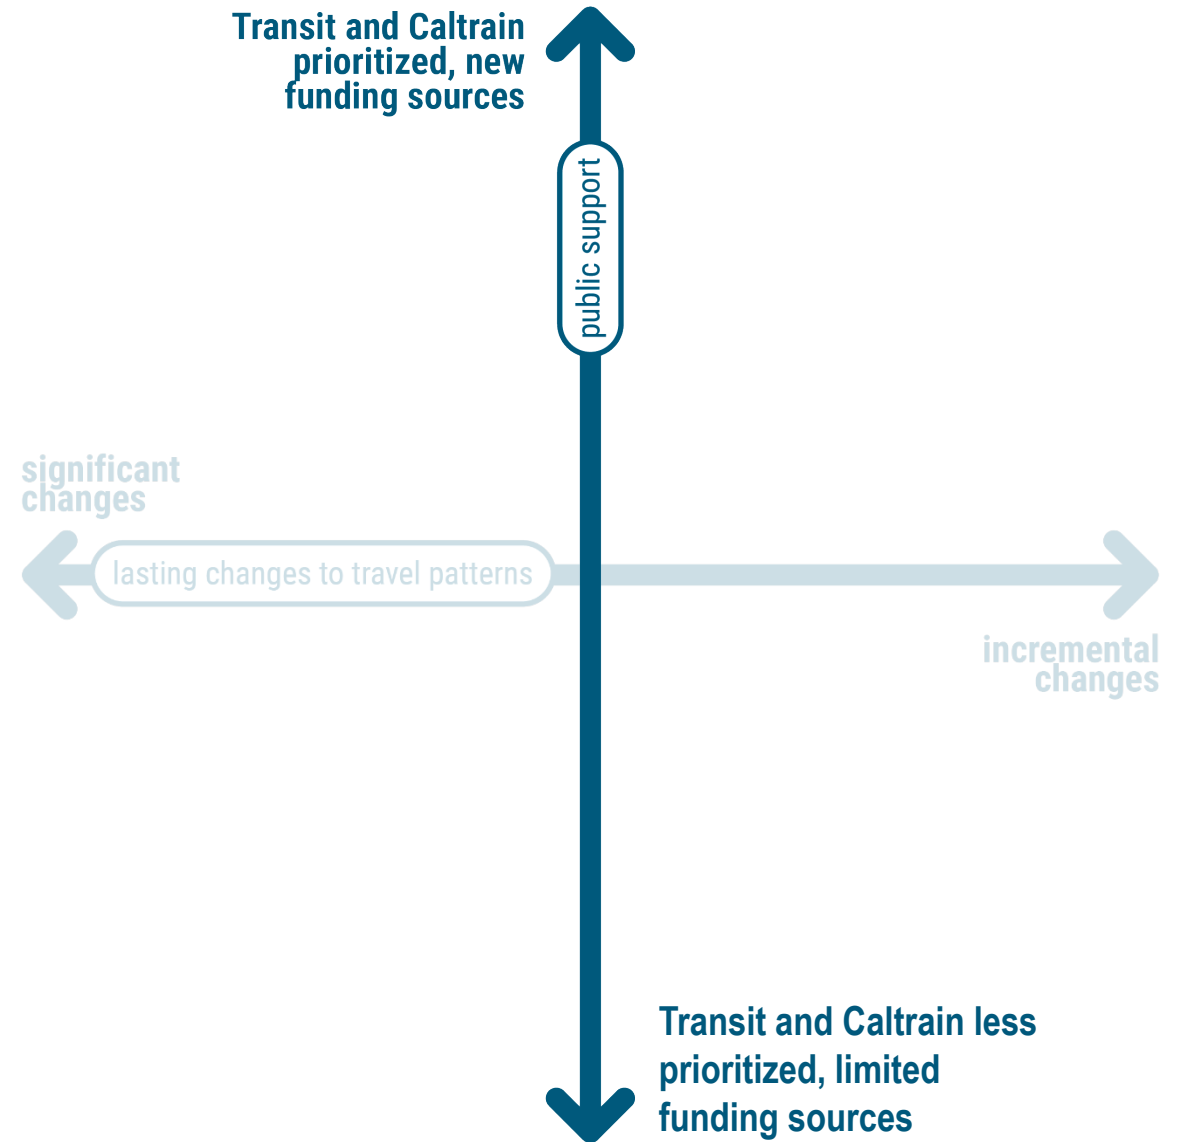 Transit and Caltrain
prioritized, new
funding sources
public support
significant
changes
lasting changes to travel patterns
incremental
changes
Transit and Caltrain less
prioritized, limited
funding sources